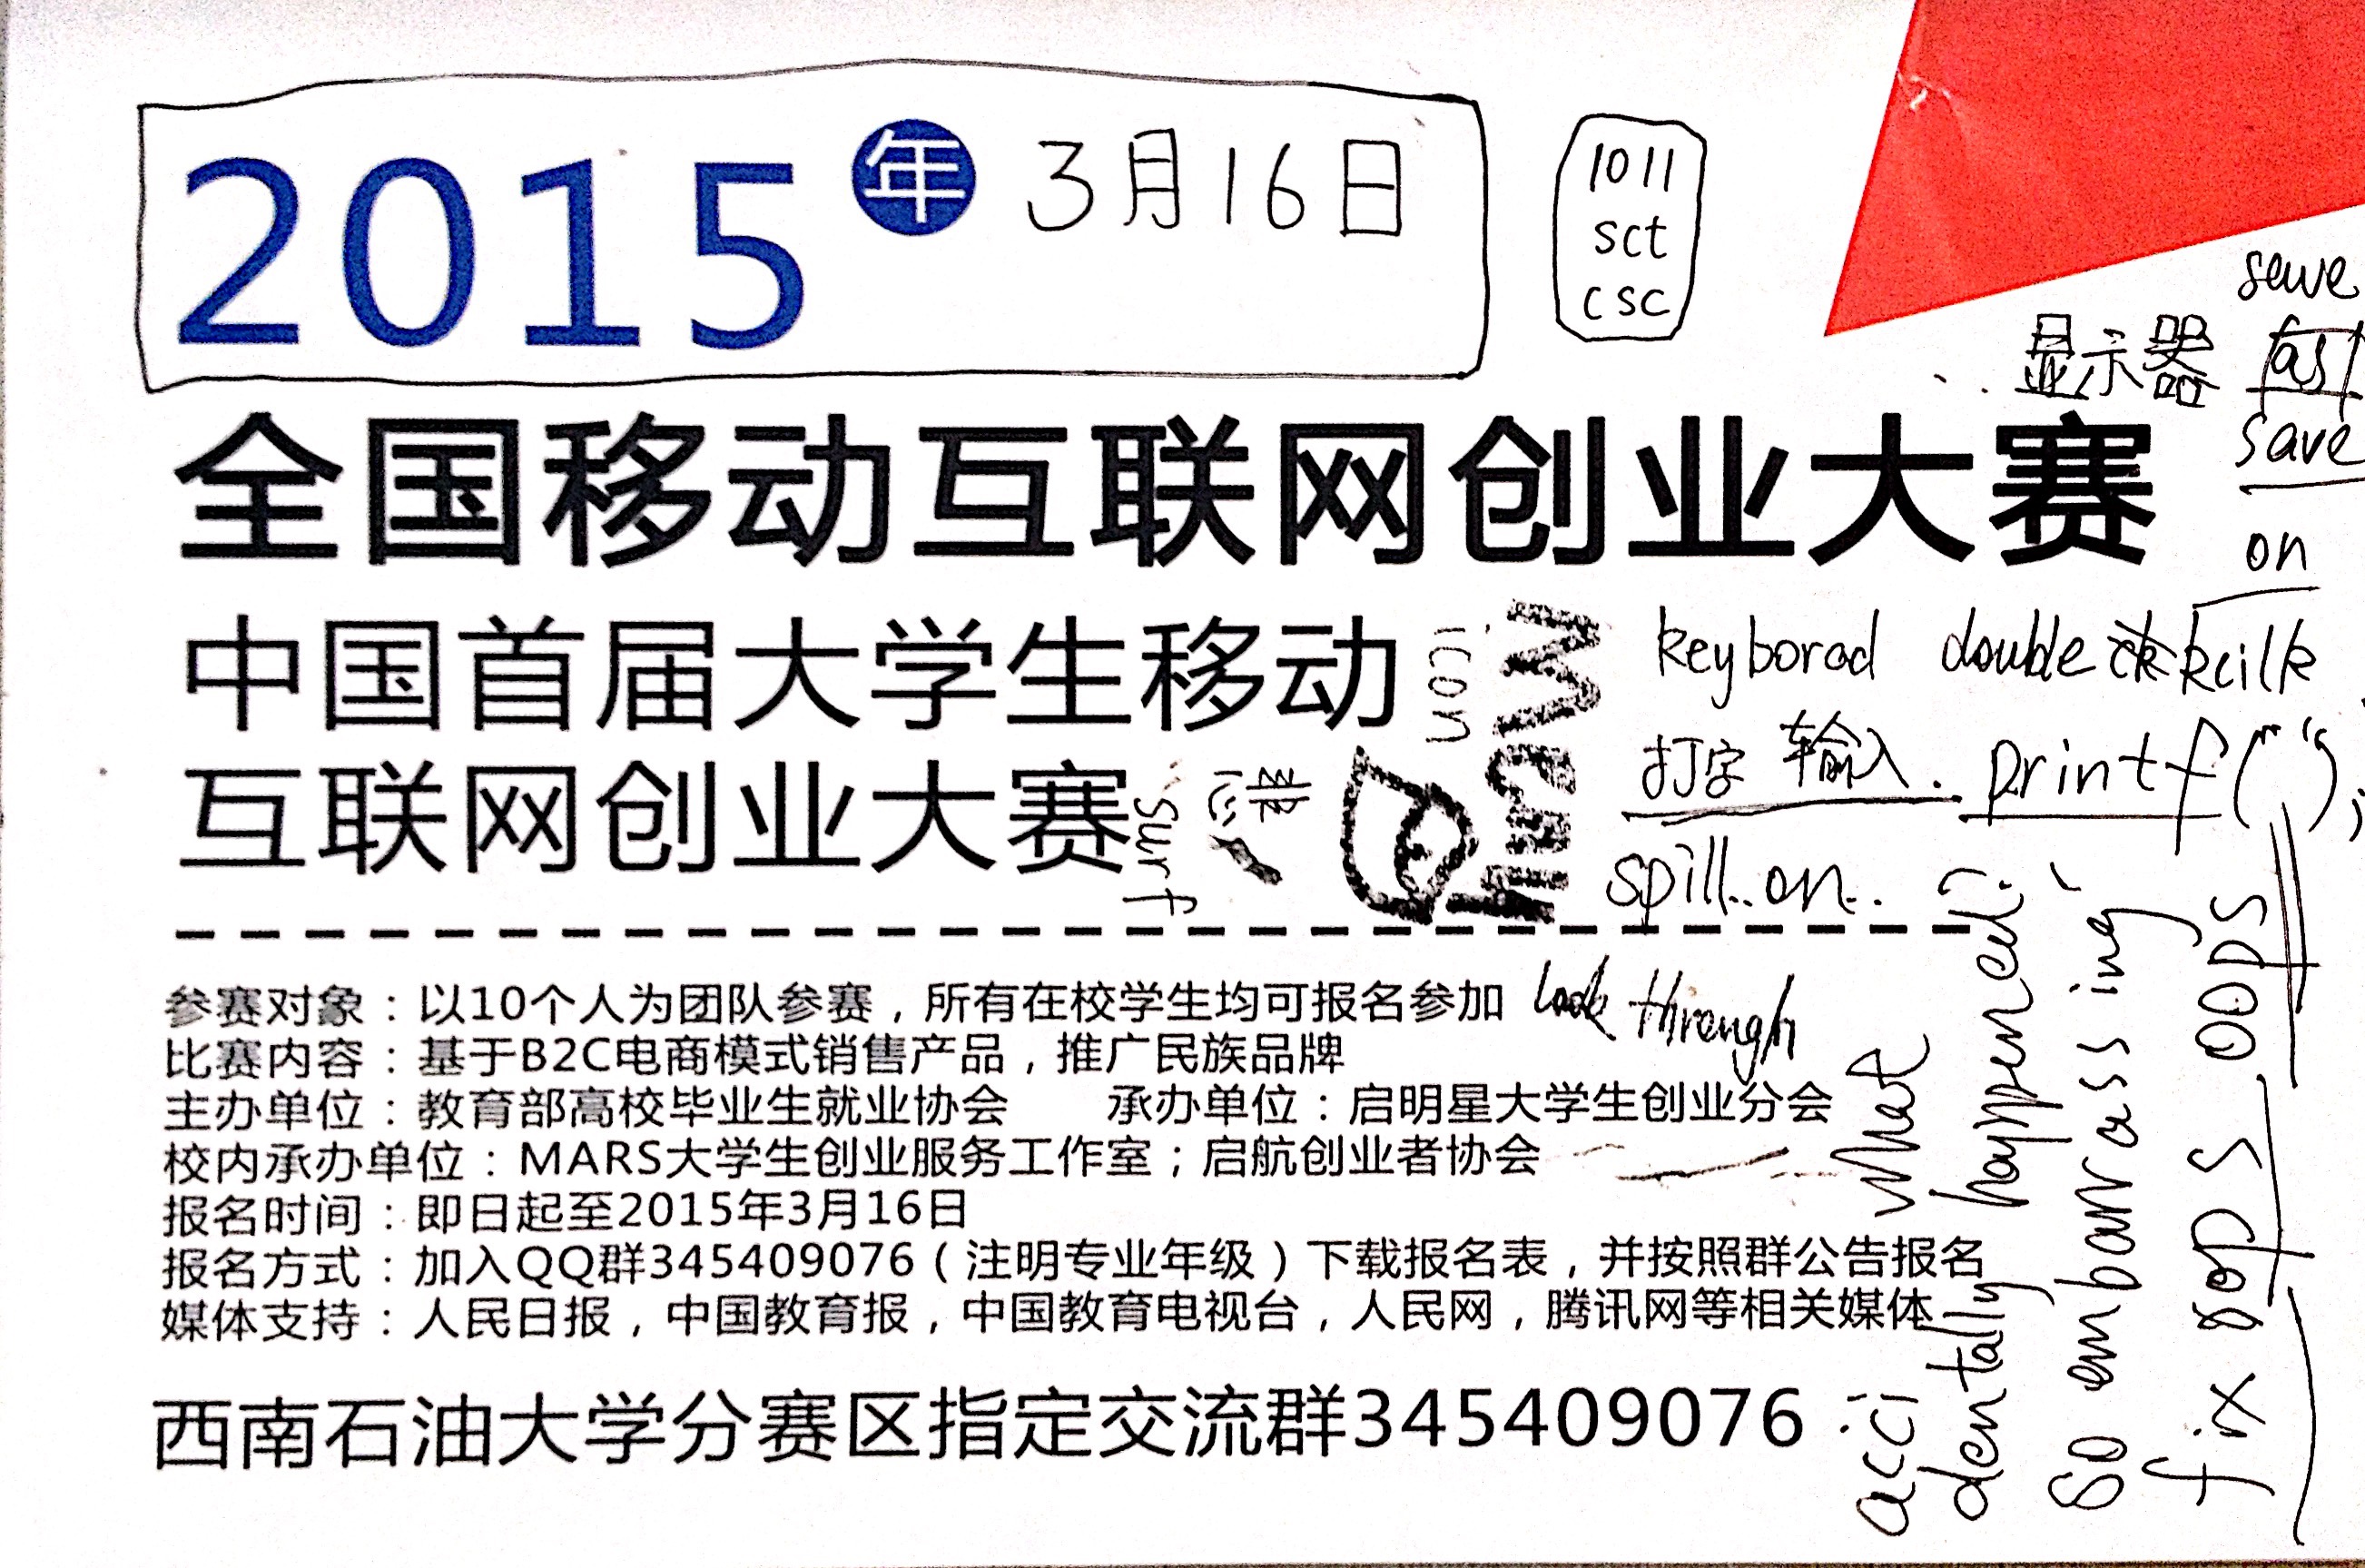 2015年 3月16日
1011
sct
csc
显示器
save
on
全国移动互联网创业大赛
中国首届大学生移动
互联网创业大赛
icon
surf
keyborad double kcilk
打字 输入. printf("");
spill..on..
look through
参赛对象：以10个人为团队参赛，所有在校学生均可报名参加
比赛内容：基于B2C电商模式销售产品，推广民族品牌
主办单位：教育部高校毕业生就业协会 承办单位：启明星大学生创业分会
校内承办单位：MARS大学生创业服务工作室；启航创业者协会
报名时间：即日起至2015年3月16日
报名方式：加入QQ群345409076（注明专业年级）下载报名表，并按照群公告报名
媒体支持：人民日报，中国教育报，中国教育电视台，人民网，腾讯网等相关媒体
西南石油大学分赛区指定交流群345409076
acci what
dentally happened?
so embarrassing
fix oops